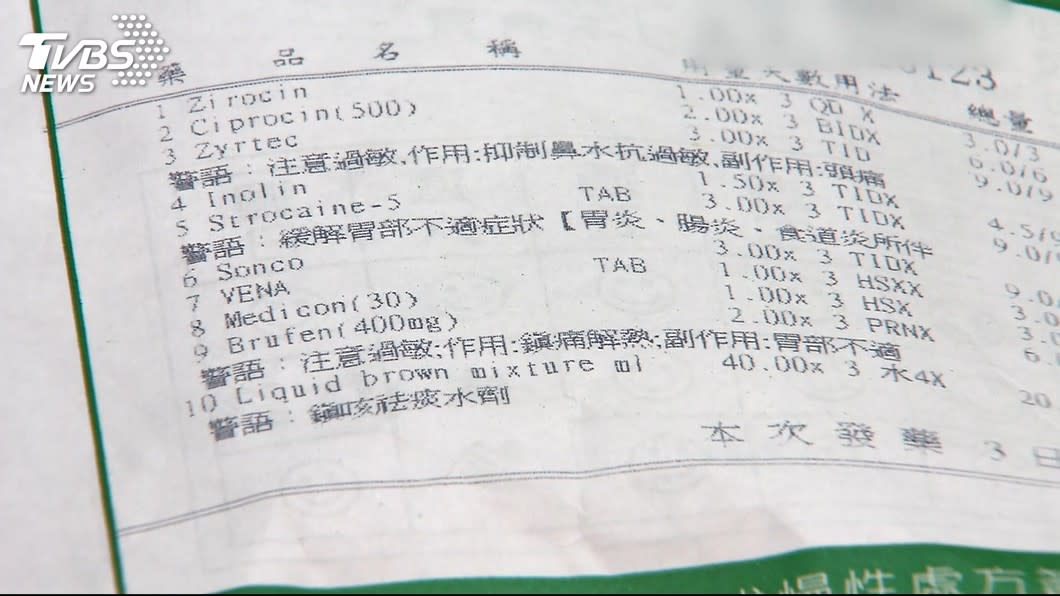 TVBS
NEWS
藥 品 名 稱 用量天數用法 總量
0123
1 Zirocin 1.00x 3 QD X 3.0/3
2 Ciprocin(500) 2.00x 3 BIDX 6.0/6
3 Zyrtec 3.00x 3 TID 9.0/9
警語：注意過敏,作用:抑制鼻水抗過敏,副作用:頭痛
4 Inolin 1.50x 3 TIDX 4.5/
5 Strocaine-5 TAB 3.00x 3 TIDX 9.0/
警語：緩解胃部不適症狀【胃炎、腸炎、食道炎所伴
6 Sonco 3.00x 3 TIDX 9.0
7 VENA TAB 1.00x 3 HSXX 3.0
8 Medicon(30) 1.00x 3 HSX 3.
9 Brufen(400mg) 2.00x 3 PRNX 6.
警語：注意過敏;作用:鎮痛解熱;副作用:胃部不適
10 Liquid brown mixture ml 40.00x 3 水4X 20
警語：鎮咳祛痰水劑
本 次 發 藥 3 日
慢性處方